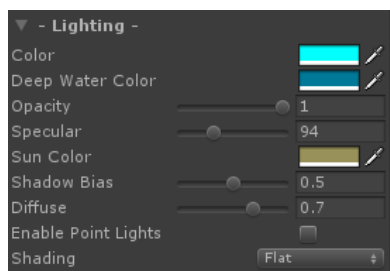 - Lighting -
Color
Deep Water Color
Opacity 1
Specular 94
Sun Color
Shadow Bias 0.5
Diffuse 0.7
Enable Point Lights
Shading Flat